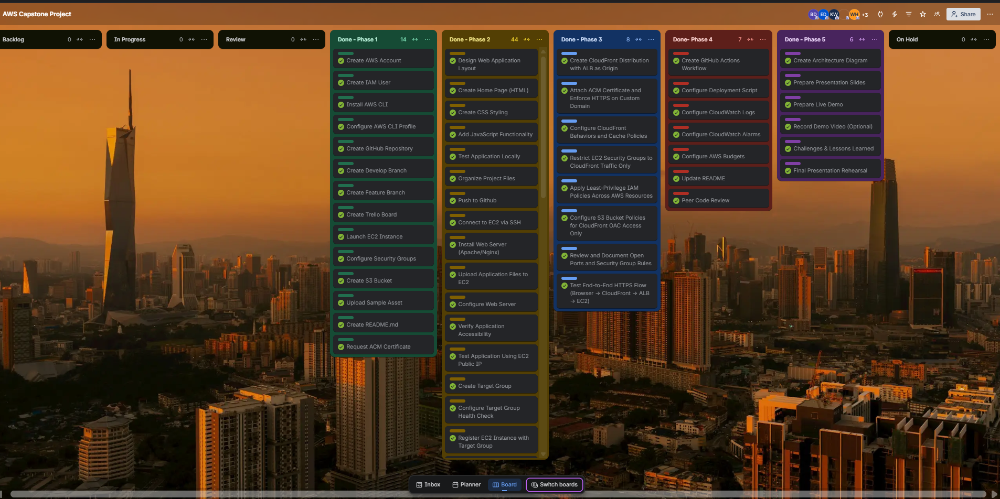 AWS Capstone Project
BD ED KW WH +3
Share
Backlog 0
In Progress 0
Review 0
Done - Phase 1 14
Create AWS Account
Create IAM User
Install AWS CLI
Configure AWS CLI Profile
Create GitHub Repository
Create Develop Branch
Create Feature Branch
Create Trello Board
Launch EC2 Instance
Configure Security Groups
Create S3 Bucket
Upload Sample Asset
Create README.md
Request ACM Certificate
Done - Phase 2 44
Design Web Application
Layout
Create Home Page (HTML)
Create CSS Styling
Add JavaScript Functionality
Test Application Locally
Organize Project Files
Push to Github
Connect to EC2 via SSH
Install Web Server
(Apache/Nginx)
Upload Application Files to
EC2
Configure Web Server
Verify Application
Accessibility
Test Application Using EC2
Public IP
Create Target Group
Configure Target Group
Health Check
Register EC2 Instance with
Target Group
Done - Phase 3 8
Create CloudFront Distribution
with ALB as Origin
Attach ACM Certificate and
Enforce HTTPS on Custom
Domain
Configure CloudFront
Behaviors and Cache Policies
Restrict EC2 Security Groups to
CloudFront Traffic Only
Apply Least-Privilege IAM
Policies Across AWS Resources
Configure S3 Bucket Policies
for CloudFront OAC Access
Only
Review and Document Open
Ports and Security Group Rules
Test End-to-End HTTPS Flow
(Browser → CloudFront → ALB
→ EC2)
Done- Phase 4 7
Create GitHub Actions
Workflow
Configure Deployment Script
Configure CloudWatch Logs
Configure CloudWatch Alarms
Configure AWS Budgets
Update README
Peer Code Review
Done - Phase 5 6
Create Architecture Diagram
Prepare Presentation Slides
Prepare Live Demo
Record Demo Video (Optional)
Challenges & Lessons Learned
Final Presentation Rehearsal
On Hold 0
Inbox
Planner
Board
Switch boards